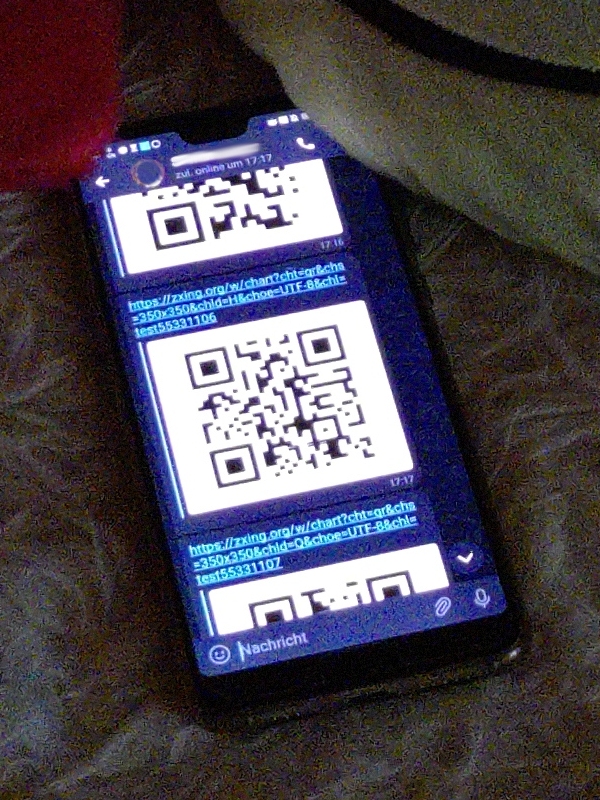 zul. online um 17:17
17:16
https://zxing.org/w/chart?cht=qr&chs
=350x350&chld=H&choe=UTF-8&chl=
test55331106
17:17
https://zxing.org/w/chart?cht=qr&chs
=350x350&chld=Q&choe=UTF-8&chl=
test55331107
Nachricht